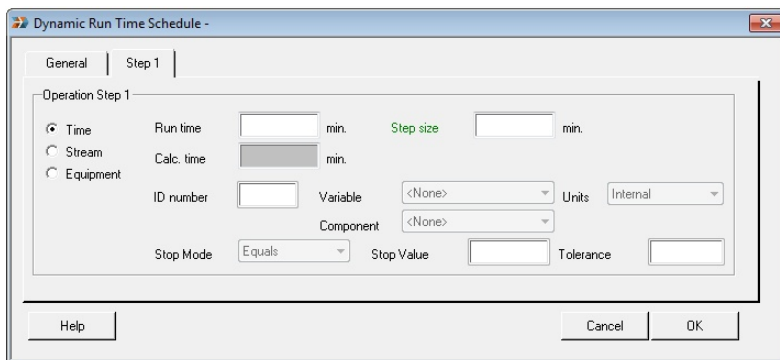 Dynamic Run Time Schedule -
General Step 1
Operation Step 1
Time Run time min. Step size min.
Stream Calc. time min.
Equipment
ID number Variable <None> Units Internal
Component <None>
Stop Mode Equals Stop Value Tolerance
Help Cancel OK